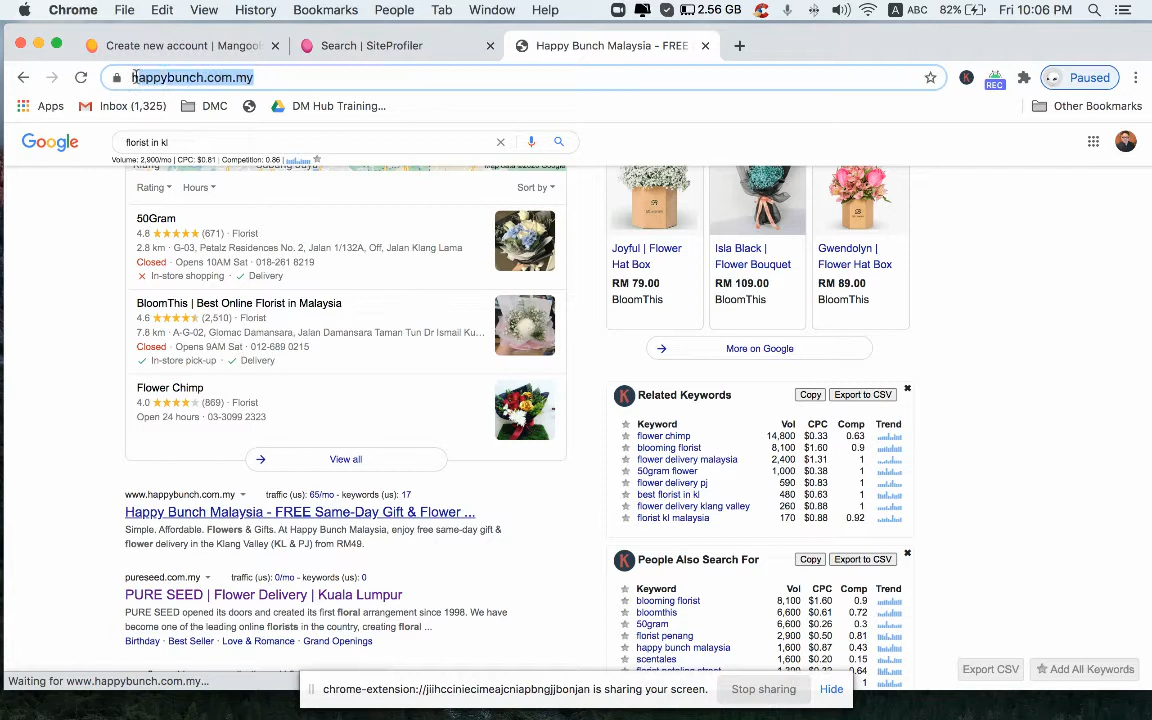 Chrome File Edit View History Bookmarks People Tab Window Help 2.56 GB A ABC 82% Fri 10:06 PM
Create new account | Mangool Search | SiteProfiler Happy Bunch Malaysia - FREE
happybunch.com.my K REC Paused
Apps Inbox (1,325) DMC DM Hub Training... Other Bookmarks
Google florist in kl
Volume: 2,900/mo | CPC: $0.81 | Competition: 0.86 |
Rating Hours Sort by
50Gram
4.8 (671) · Florist
2.8 km · G-03, Petalz Residences No. 2, Jalan 1/132A, Off, Jalan Klang Lama
Closed · Opens 10AM Sat · 018-261 8219
In-store shopping · Delivery
BloomThis | Best Online Florist in Malaysia
4.6 (2,510) · Florist
7.8 km · A-G-02, Glomac Damansara, Jalan Damansara Taman Tun Dr Ismail Ku...
Closed · Opens 9AM Sat · 012-689 0215
In-store pick-up · Delivery
Flower Chimp
4.0 (869) · Florist
Open 24 hours · 03-3099 2323
View all
www.happybunch.com.my traffic (us): 65/mo - keywords (us): 17
Happy Bunch Malaysia - FREE Same-Day Gift & Flower ...
Simple. Affordable. Flowers & Gifts. At Happy Bunch Malaysia, enjoy free same-day gift &
flower delivery in the Klang Valley (KL & PJ) from RM49.
pureseed.com.my traffic (us): 0/mo - keywords (us): 0
PURE SEED | Flower Delivery | Kuala Lumpur
PURE SEED opened its doors and created its first floral arrangement since 1998. We have
become one of the leading online florists in the country, creating floral ...
Birthday · Best Seller · Love & Romance · Grand Openings
Joyful | Flower
Hat Box
RM 79.00
BloomThis
Isla Black |
Flower Bouquet
RM 109.00
BloomThis
Gwendolyn |
Flower Hat Box
RM 89.00
BloomThis
More on Google
K Related Keywords Copy Export to CSV
Keyword Vol CPC Comp Trend
flower chimp 14,800 $0.33 0.63
blooming florist 8,100 $1.60 0.9
flower delivery malaysia 2,400 $1.31 1
50gram flower 1,000 $0.38 1
flower delivery pj 590 $0.83 1
best florist in kl 480 $0.63 1
flower delivery klang valley 260 $0.88 1
florist kl malaysia 170 $0.88 0.92
K People Also Search For Copy Export to CSV
Keyword Vol CPC Comp Trend
blooming florist 8,100 $1.60 0.9
bloomthis 6,600 $0.61 0.72
50gram 6,600 $0.26 0.3
florist penang 2,900 $0.50 0.81
happy bunch malaysia 1,600 $0.87 0.47
scentales 1,600 $0.20 0.15
Export CSV Add All Keywords
Waiting for www.happybunch.com.my...
chrome-extension://jiihcciniecimeajcniapbngjjbonjan is sharing your screen. Stop sharing Hide